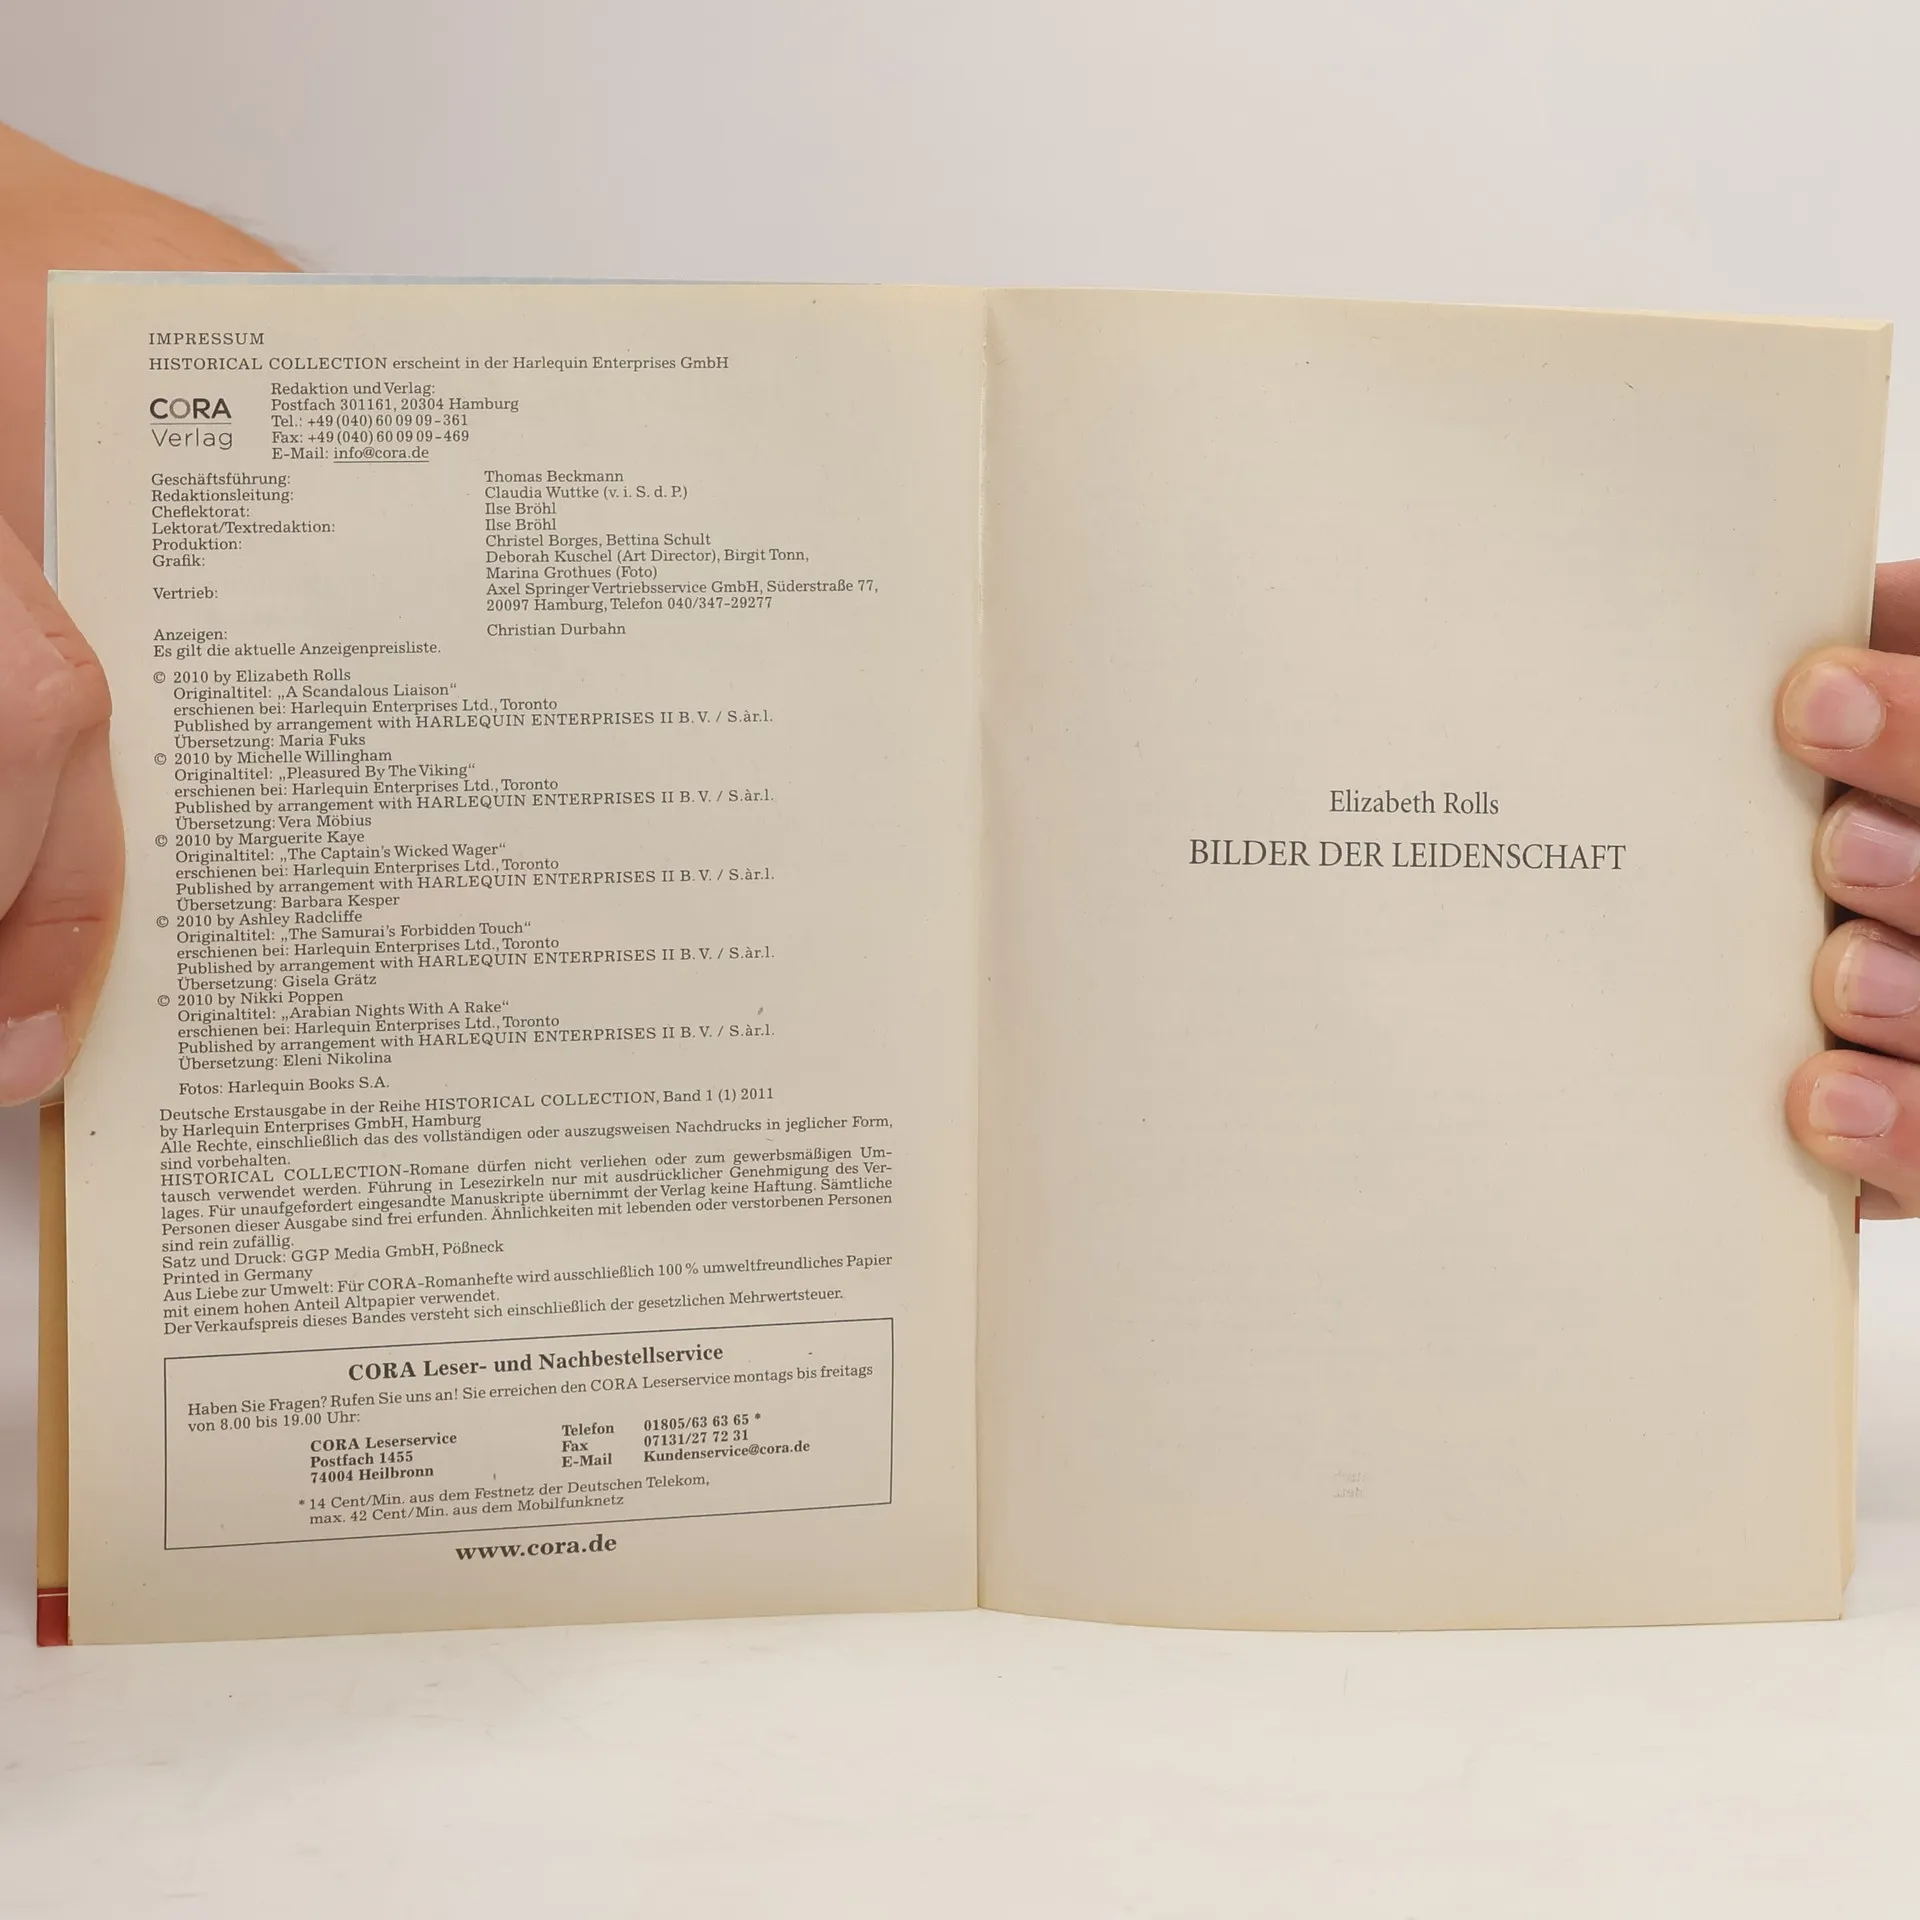 IMPRESSUM
HISTORICAL COLLECTION erscheint in der Harlequin Enterprises GmbH
CORA
Verlag
Redaktion und Verlag:
Postfach 301161, 20304 Hamburg
Tel.: +49 (040) 60 09 09-361
Fax: +49 (040) 60 09 09-469
E-Mail: info@cora.de
Geschäftsführung: Thomas Beckmann
Redaktionsleitung: Claudia Wuttke (v. i. S. d. P.)
Cheflektorat: Ilse Bröhl
Lektorat/Textredaktion: Ilse Bröhl
Produktion: Christel Borges, Bettina Schult
Grafik: Deborah Kuschel (Art Director), Birgit Tonn,
Marina Grothues (Foto)
Vertrieb: Axel Springer Vertriebsservice GmbH, Süderstraße 77,
20097 Hamburg, Telefon 040/347-29277
Anzeigen: Christian Durbahn
Es gilt die aktuelle Anzeigenpreisliste.
© 2010 by Elizabeth Rolls
Originaltitel: „A Scandalous Liaison“
erschienen bei: Harlequin Enterprises Ltd., Toronto
Published by arrangement with HARLEQUIN ENTERPRISES II B.V. / S.àr.l.
Übersetzung: Maria Fuks
© 2010 by Michelle Willingham
Originaltitel: „Pleasured By The Viking“
erschienen bei: Harlequin Enterprises Ltd., Toronto
Published by arrangement with HARLEQUIN ENTERPRISES II B.V. / S.àr.l.
Übersetzung: Vera Möbius
© 2010 by Marguerite Kaye
Originaltitel: „The Captain's Wicked Wager“
erschienen bei: Harlequin Enterprises Ltd., Toronto
Published by arrangement with HARLEQUIN ENTERPRISES II B.V. / S.àr.l.
Übersetzung: Barbara Kesper
© 2010 by Ashley Radcliffe
Originaltitel: „The Samurai's Forbidden Touch“
erschienen bei: Harlequin Enterprises Ltd., Toronto
Published by arrangement with HARLEQUIN ENTERPRISES II B.V. / S.àr.l.
Übersetzung: Gisela Grätz
© 2010 by Nikki Poppen
Originaltitel: „Arabian Nights With A Rake“
erschienen bei: Harlequin Enterprises Ltd., Toronto
Published by arrangement with HARLEQUIN ENTERPRISES II B.V. / S.àr.l.
Übersetzung: Eleni Nikolina
Fotos: Harlequin Books S.A.
Deutsche Erstausgabe in der Reihe HISTORICAL COLLECTION, Band 1 (1) 2011
by Harlequin Enterprises GmbH, Hamburg
Alle Rechte, einschließlich das des vollständigen oder auszugsweisen Nachdrucks in jeglicher Form,
sind vorbehalten.
HISTORICAL COLLECTION-Romane dürfen nicht verliehen oder zum gewerbsmäßigen Um-
tausch verwendet werden. Führung in Lesezirkeln nur mit ausdrücklicher Genehmigung des Ver-
lages. Für unaufgefordert eingesandte Manuskripte übernimmt der Verlag keine Haftung. Sämtliche
Personen dieser Ausgabe sind frei erfunden. Ähnlichkeiten mit lebenden oder verstorbenen Personen
sind rein zufällig.
Satz und Druck: GGP Media GmbH, Pößneck
Printed in Germany
Aus Liebe zur Umwelt: Für CORA-Romanhefte wird ausschließlich 100 % umweltfreundliches Papier
mit einem hohen Anteil Altpapier verwendet.
Der Verkaufspreis dieses Bandes versteht sich einschließlich der gesetzlichen Mehrwertsteuer.
CORA Leser- und Nachbestellservice
Haben Sie Fragen? Rufen Sie uns an! Sie erreichen den CORA Leserservice montags bis freitags
von 8.00 bis 19.00 Uhr:
CORA Leserservice
Postfach 1455
74004 Heilbronn
Telefon 01805/63 63 65 *
Fax 07131/27 72 31
E-Mail Kundenservice@cora.de
* 14 Cent/Min. aus dem Festnetz der Deutschen Telekom,
max. 42 Cent/Min. aus dem Mobilfunknetz
www.cora.de
Elizabeth Rolls
BILDER DER LEIDENSCHAFT